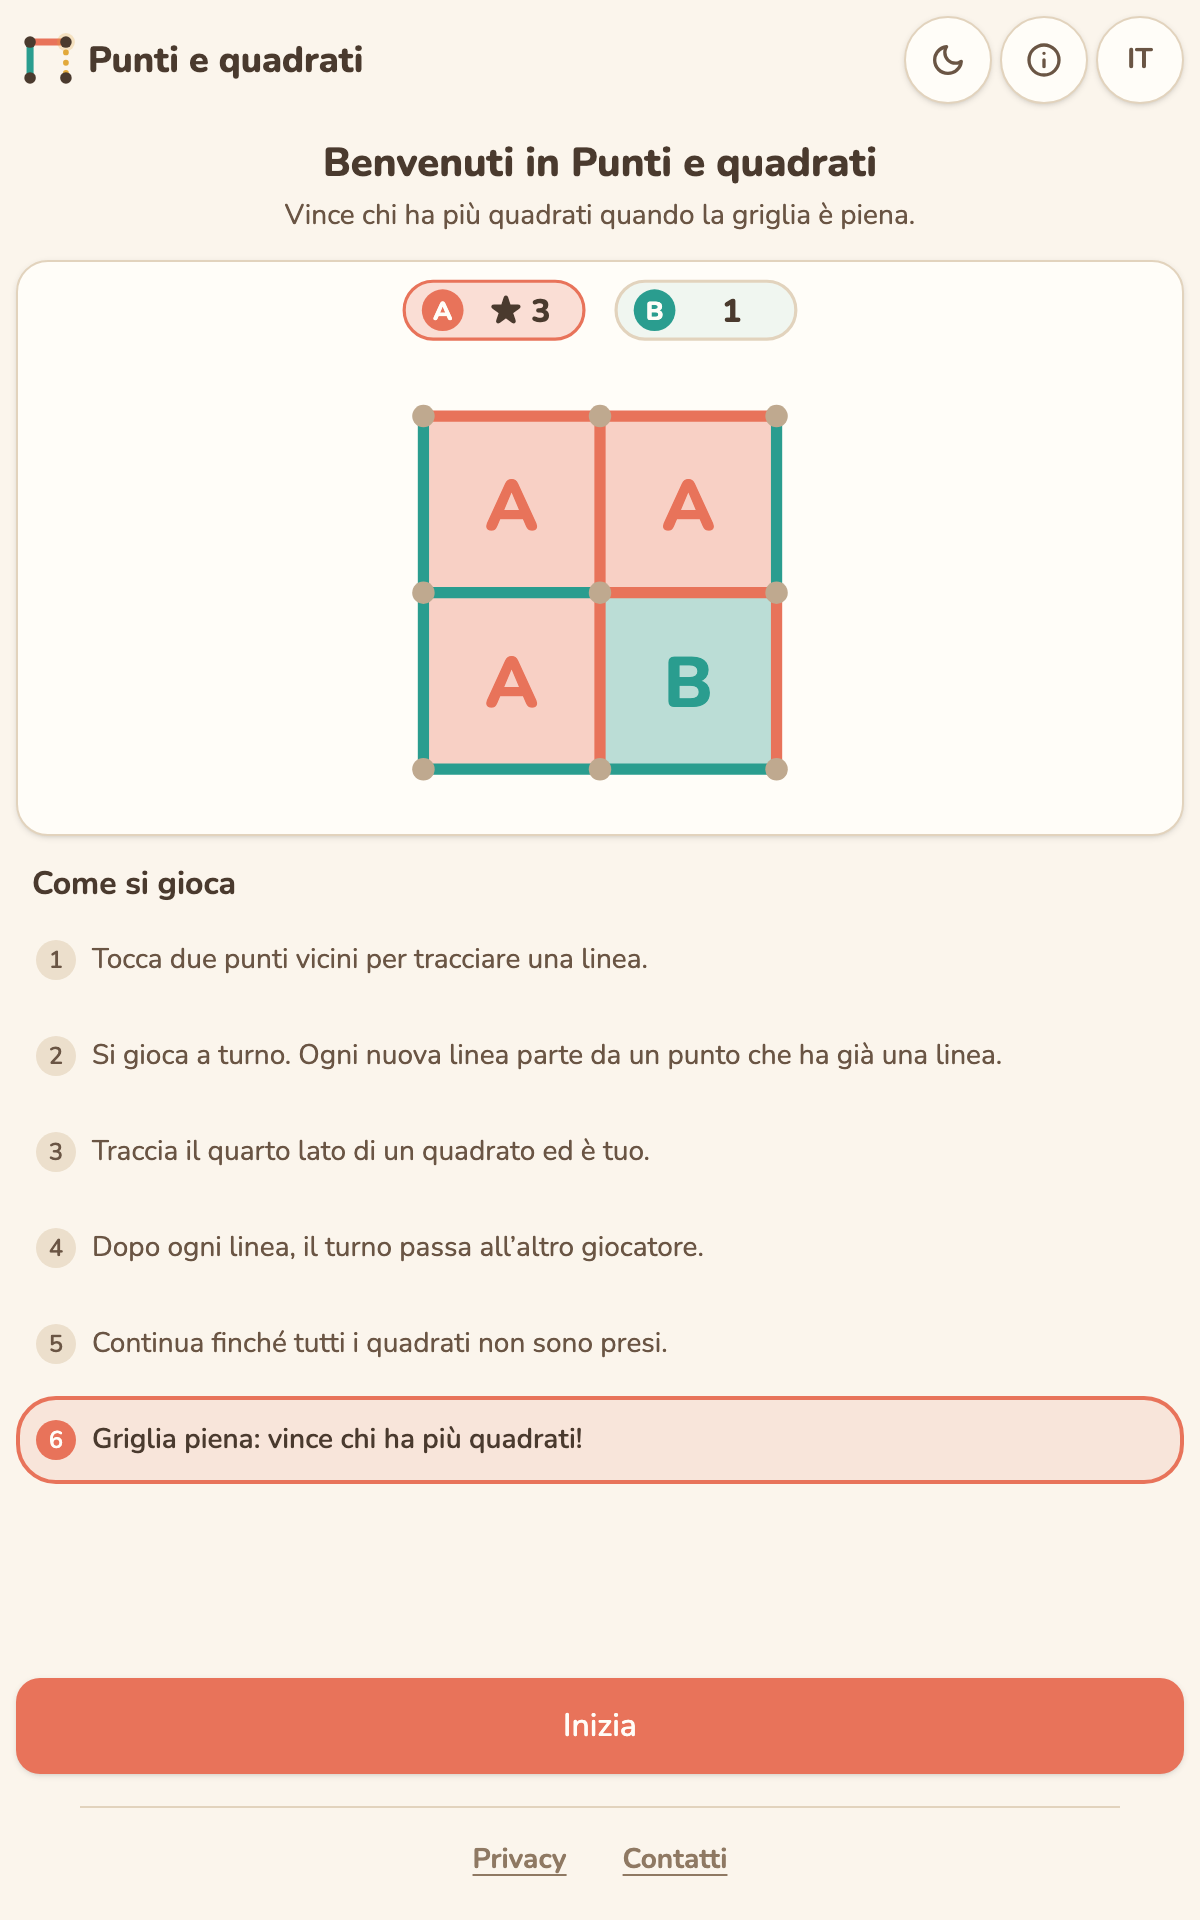 Punti e quadrati
IT
Benvenuti in Punti e quadrati
Vince chi ha più quadrati quando la griglia è piena.
A ★ 3 B 1
A A
A B
Come si gioca
1 Tocca due punti vicini per tracciare una linea.
2 Si gioca a turno. Ogni nuova linea parte da un punto che ha già una linea.
3 Traccia il quarto lato di un quadrato ed è tuo.
4 Dopo ogni linea, il turno passa all’altro giocatore.
5 Continua finché tutti i quadrati non sono presi.
6 Griglia piena: vince chi ha più quadrati!
Inizia
Privacy Contatti